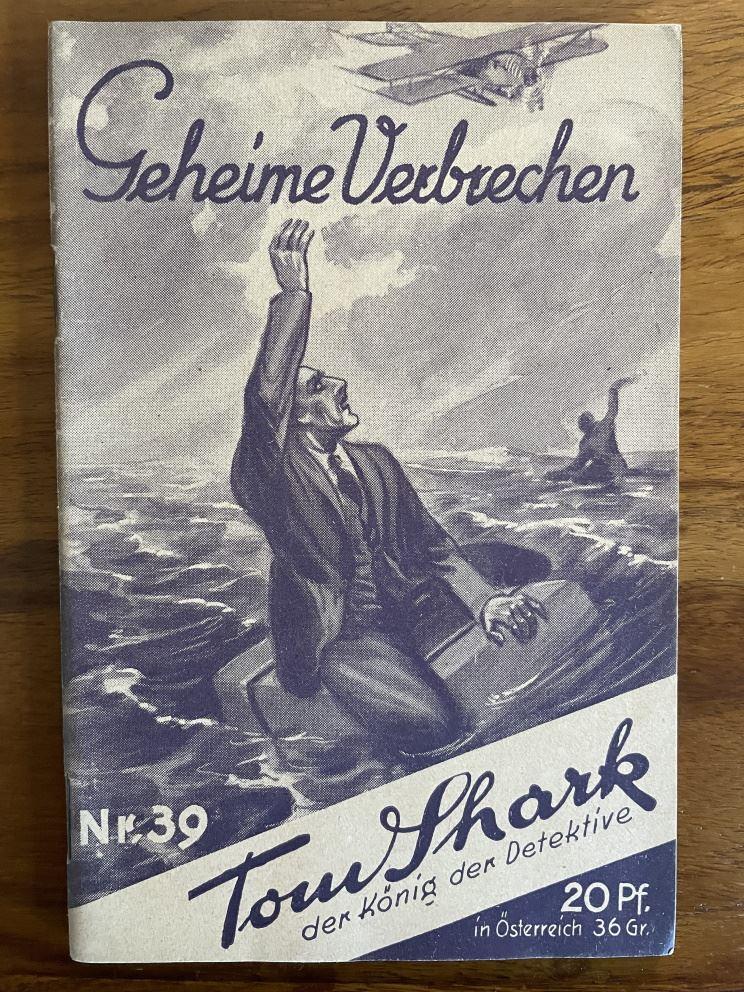 Geheime Verbrechen
Nr. 39
Tom Shark
der König der Detektive
20 Pf.
in Österreich 36 Gr.